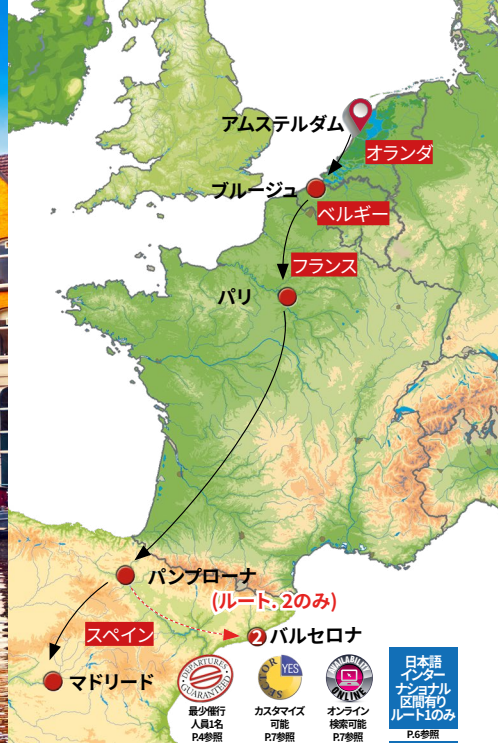 アムステルダム
オランダ
ブルージュ
ベルギー
フランス
パリ
パンプローナ
(ルート. 2のみ)
2 バルセロナ
スペイン
マドリード
DEPARTURES
GUARANTEED
最少催行
人員1名
P.4参照
YES
カスタマイズ
可能
P.7参照
AVAILABILITY
ONLINE
オンライン
検索可能
P.7参照
日本語
インター
ナショナル
区間有り
ルート1のみ
P.6参照